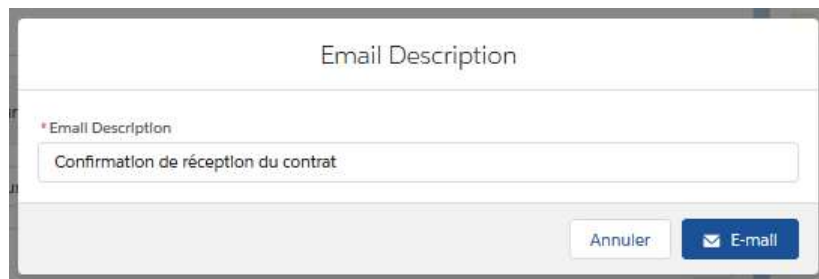 Email Description
* Email Description
Confirmation de réception du contrat
Annuler
E-mail